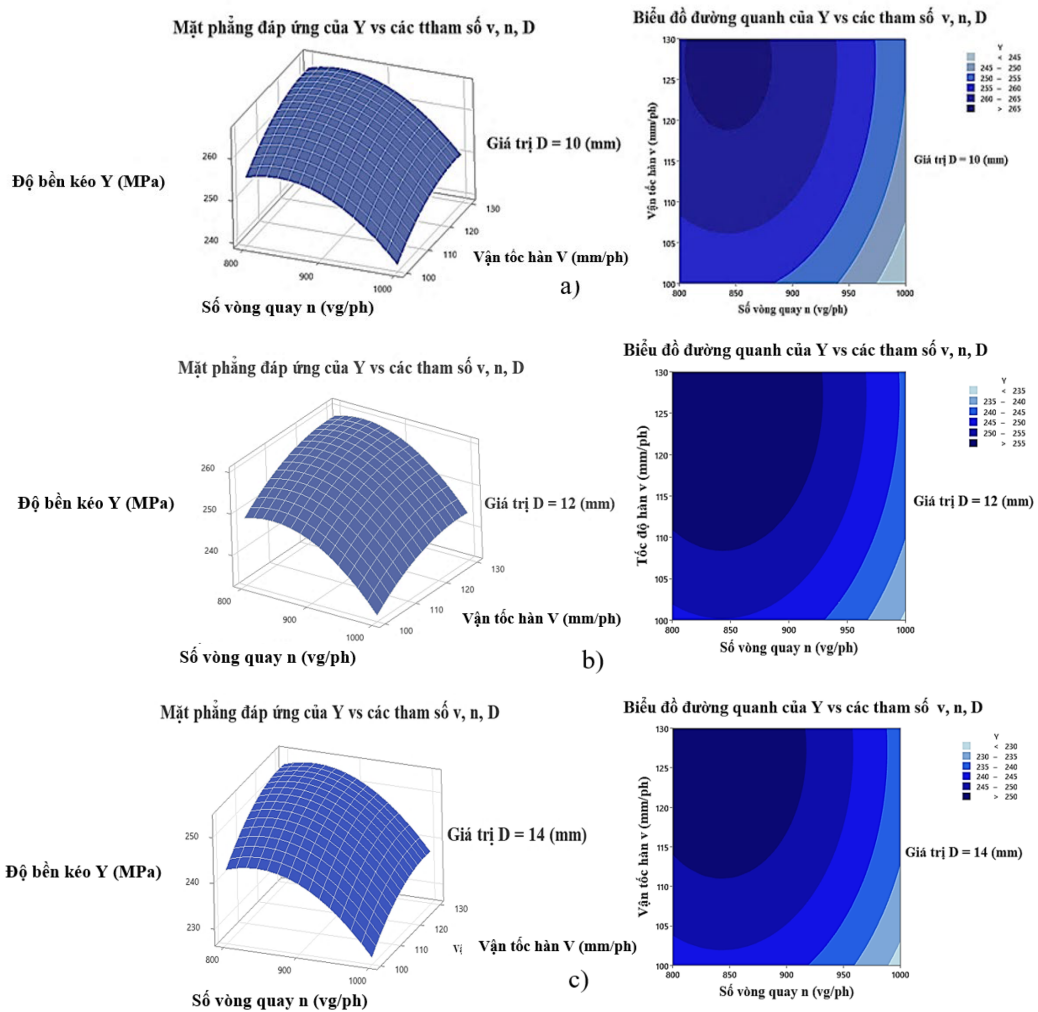 Mặt phẳng đáp ứng của Y vs các ttham số v, n, D
Độ bền kéo Y (MPa)
260
250
240
800
900
1000
Số vòng quay n (vg/ph)
100
110
120
130
Vận tốc hàn V (mm/ph)
Giá trị D = 10 (mm)
a)
Biểu đồ đường quanh của Y vs các tham số v, n, D
Vận tốc hàn v (mm/ph)
130
125
120
115
110
105
100
800
850
900
950
1000
Số vòng quay n (vg/ph)
Y
< 245
245 – 250
250 – 255
255 – 260
260 – 265
> 265
Giá trị D = 10 (mm)
Mặt phẳng đáp ứng của Y vs các tham số v, n, D
Độ bền kéo Y (MPa)
260
250
240
800
900
1000
Số vòng quay n (vg/ph)
100
110
120
130
Vận tốc hàn V (mm/ph)
Giá trị D = 12 (mm)
b)
Biểu đồ đường quanh của Y vs các tham số v, n, D
Tốc độ hàn v (mm/ph)
130
125
120
115
110
105
100
800
850
900
950
1000
Số vòng quay n (vg/ph)
Y
< 235
235 – 240
240 – 245
245 – 250
250 – 255
> 255
Giá trị D = 12 (mm)
Mặt phẳng đáp ứng của Y vs các tham số v, n, D
Độ bền kéo Y (MPa)
250
240
230
800
900
1000
Số vòng quay n (vg/ph)
100
110
120
130
Vận tốc hàn V (mm/ph)
Giá trị D = 14 (mm)
c)
Biểu đồ đường quanh của Y vs các tham số v, n, D
Vận tốc hàn v (mm/ph)
130
125
120
115
110
105
100
800
850
900
950
1000
Số vòng quay n (vg/ph)
Y
< 230
230 – 235
235 – 240
240 – 245
245 – 250
> 250
Giá trị D = 14 (mm)